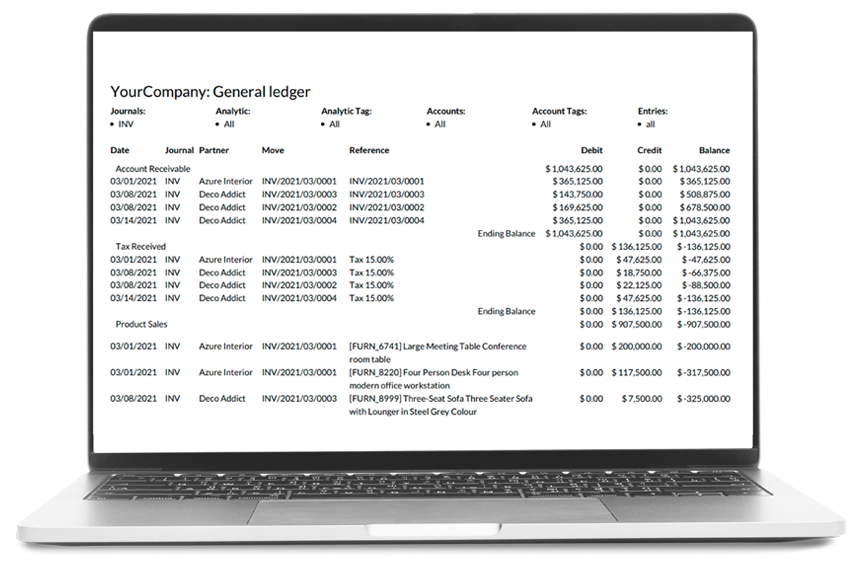 YourCompany: General ledger
Journals: Analytic: Analytic Tag: Accounts: Account Tags: Entries:
• INV • All • All • All • All • all
Date Journal Partner Move Reference Debit Credit Balance
Account Receivable $ 1,043,625.00 $ 0.00 $ 1,043,625.00
03/01/2021 INV Azure Interior INV/2021/03/0001 INV/2021/03/0001 $ 365,125.00 $ 0.00 $ 365,125.00
03/08/2021 INV Deco Addict INV/2021/03/0003 INV/2021/03/0003 $ 143,750.00 $ 0.00 $ 508,875.00
03/08/2021 INV Deco Addict INV/2021/03/0002 INV/2021/03/0002 $ 169,625.00 $ 0.00 $ 678,500.00
03/14/2021 INV Deco Addict INV/2021/03/0004 INV/2021/03/0004 $ 365,125.00 $ 0.00 $ 1,043,625.00
Ending Balance $ 1,043,625.00 $ 0.00 $ 1,043,625.00
Tax Received $ 0.00 $ 136,125.00 $ -136,125.00
03/01/2021 INV Azure Interior INV/2021/03/0001 Tax 15.00% $ 0.00 $ 47,625.00 $ -47,625.00
03/08/2021 INV Deco Addict INV/2021/03/0003 Tax 15.00% $ 0.00 $ 18,750.00 $ -66,375.00
03/08/2021 INV Deco Addict INV/2021/03/0002 Tax 15.00% $ 0.00 $ 22,125.00 $ -88,500.00
03/14/2021 INV Deco Addict INV/2021/03/0004 Tax 15.00% $ 0.00 $ 47,625.00 $ -136,125.00
Ending Balance $ 0.00 $ 136,125.00 $ -136,125.00
Product Sales $ 0.00 $ 907,500.00 $ -907,500.00
03/01/2021 INV Azure Interior INV/2021/03/0001 [FURN_6741] Large Meeting Table Conference $ 0.00 $ 200,000.00 $ -200,000.00
room table
03/01/2021 INV Azure Interior INV/2021/03/0001 [FURN_8220] Four Person Desk Four person $ 0.00 $ 117,500.00 $ -317,500.00
modern office workstation
03/08/2021 INV Deco Addict INV/2021/03/0003 [FURN_8999] Three-Seat Sofa Three Seater Sofa $ 0.00 $ 7,500.00 $ -325,000.00
with Lounger in Steel Grey Colour